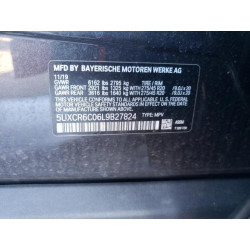 MFD BY BAYERISCHE MOTOREN WERKE AG
11/19
GVWR 6162 lbs 2795 kg TYRE / RIM
GAWR FRONT 2921 lbs 1325 kg WITH 275/45 R20
GAWR REAR 3616 lbs 1640 kg WITH 275/45 R20
THIS VEHICLE CONFORMS TO ALL APPLICABLE U.S. FEDERAL
MOTOR VEHICLE SAFETY STANDARDS IN EFFECT ON THE
DATE OF MANUFACTURE SHOWN ABOVE.
5UXCR6C06L9B27824 TYPE: MPV